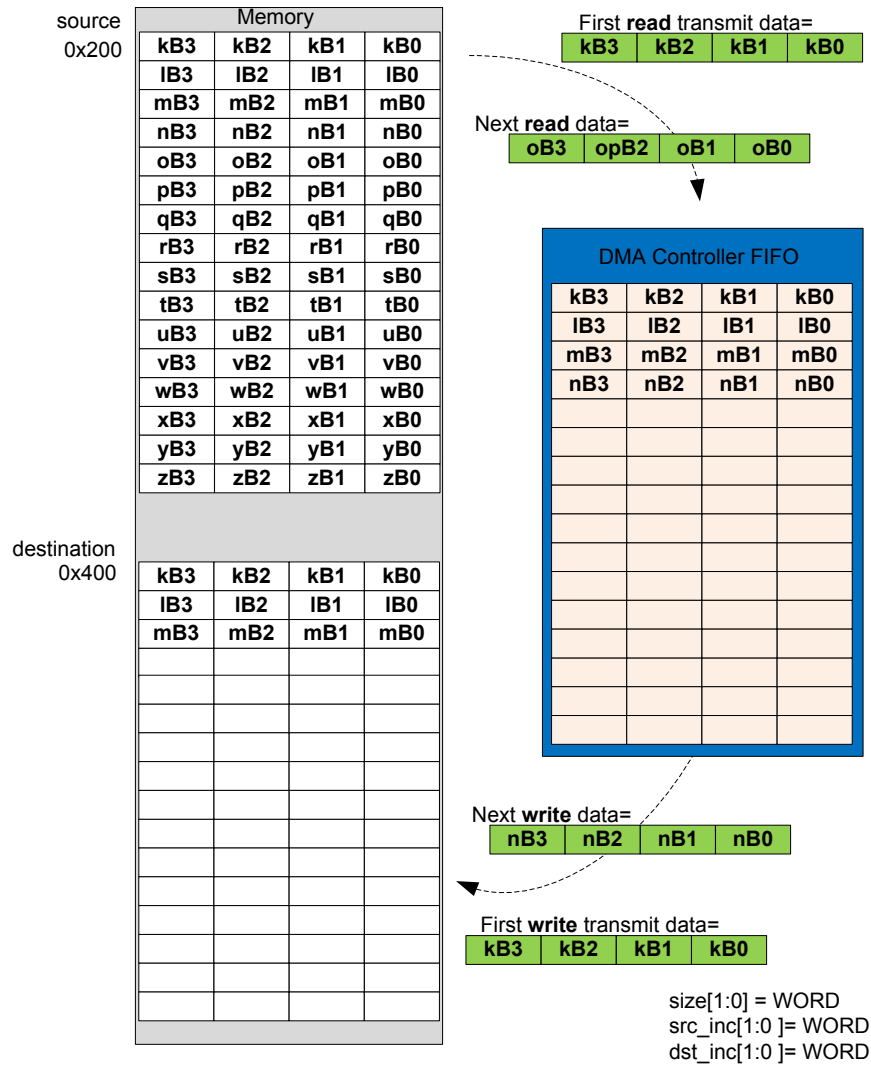 source
0x200
Memory
kB3 kB2 kB1 kB0
lB3 lB2 lB1 lB0
mB3 mB2 mB1 mB0
nB3 nB2 nB1 nB0
oB3 oB2 oB1 oB0
pB3 pB2 pB1 pB0
qB3 qB2 qB1 qB0
rB3 rB2 rB1 rB0
sB3 sB2 sB1 sB0
tB3 tB2 tB1 tB0
uB3 uB2 uB1 uB0
vB3 vB2 vB1 vB0
wB3 wB2 wB1 wB0
xB3 xB2 xB1 xB0
yB3 yB2 yB1 yB0
zB3 zB2 zB1 zB0
destination
0x400
kB3 kB2 kB1 kB0
lB3 lB2 lB1 lB0
mB3 mB2 mB1 mB0
First read transmit data=
kB3 kB2 kB1 kB0
Next read data=
oB3 opB2 oB1 oB0
DMA Controller FIFO
kB3 kB2 kB1 kB0
lB3 lB2 lB1 lB0
mB3 mB2 mB1 mB0
nB3 nB2 nB1 nB0
Next write data=
nB3 nB2 nB1 nB0
First write transmit data=
kB3 kB2 kB1 kB0
size[1:0] = WORD
src_inc[1:0 ]= WORD
dst_inc[1:0 ]= WORD